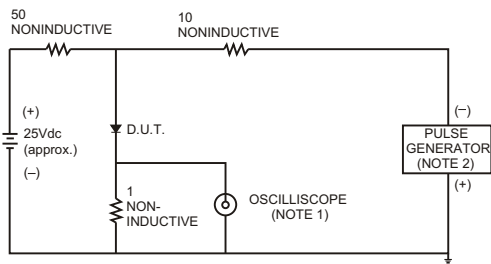 50
NONINDUCTIVE
10
NONINDUCTIVE
(+)
25Vdc
(approx.)
(–)
D.U.T.
1
NON-
INDUCTIVE
OSCILLISCOPE
(NOTE 1)
(–)
PULSE
GENERATOR
(NOTE 2)
(+)